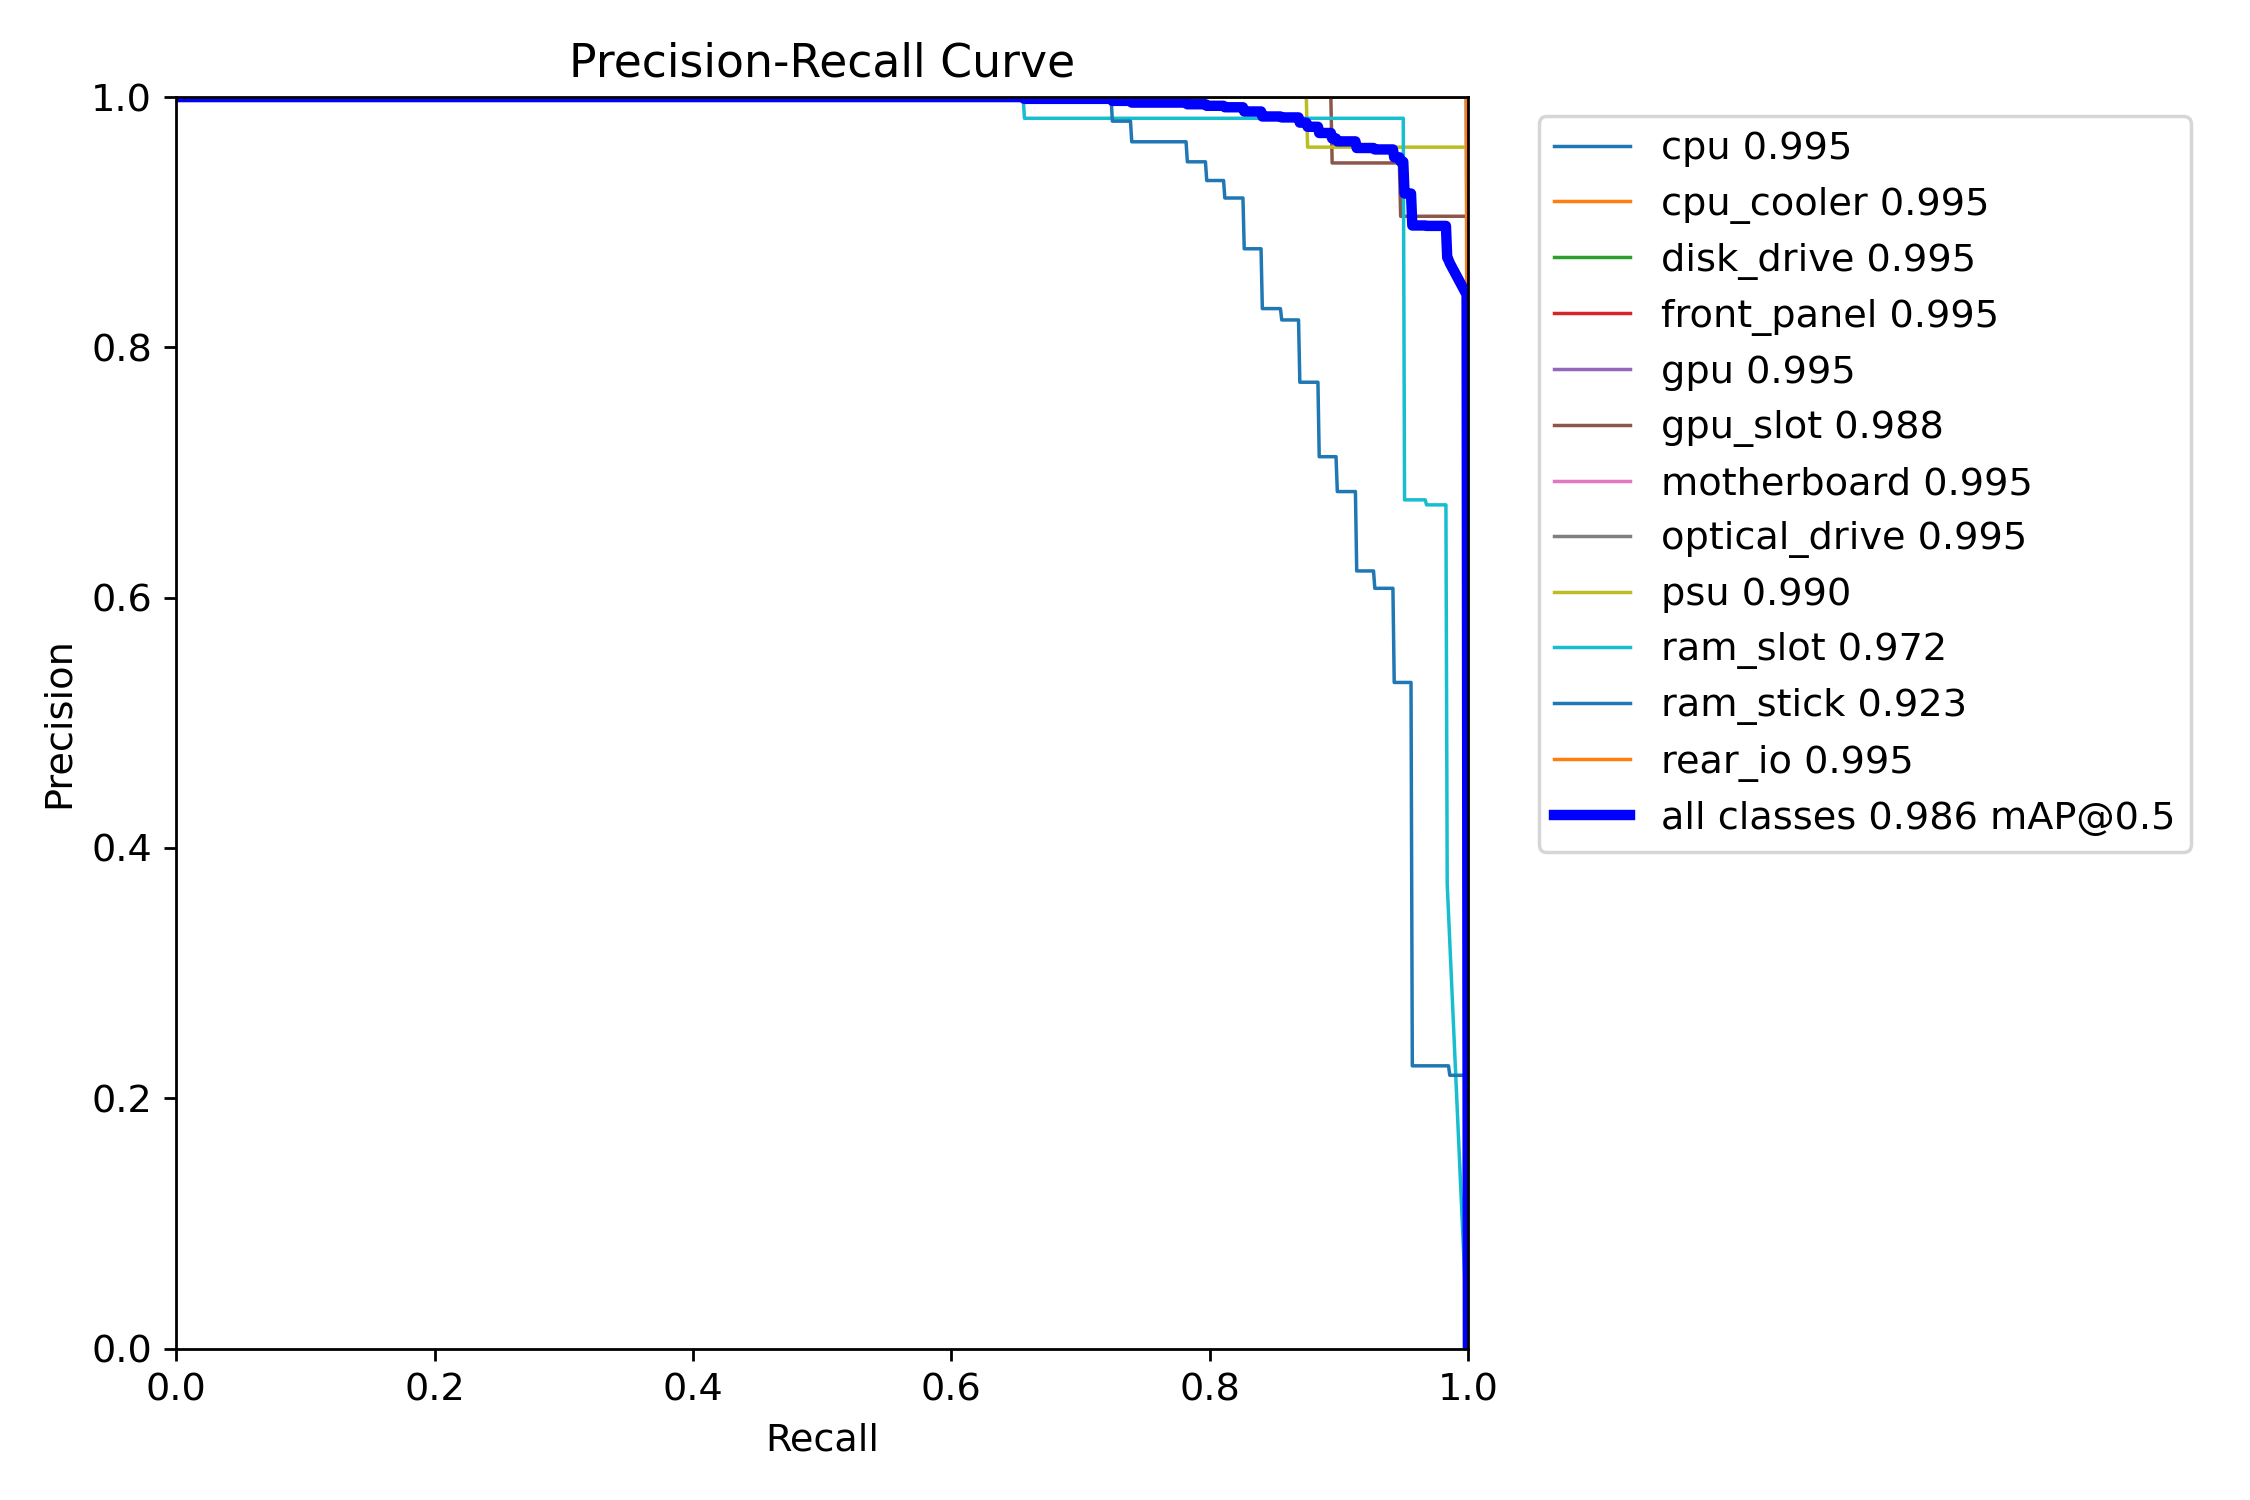 Precision-Recall Curve
1.0
0.8
0.6
0.4
0.2
0.0
Precision
0.0 0.2 0.4 0.6 0.8 1.0
Recall
cpu 0.995
cpu_cooler 0.995
disk_drive 0.995
front_panel 0.995
gpu 0.995
gpu_slot 0.988
motherboard 0.995
optical_drive 0.995
psu 0.990
ram_slot 0.972
ram_stick 0.923
rear_io 0.995
all classes 0.986 mAP@0.5